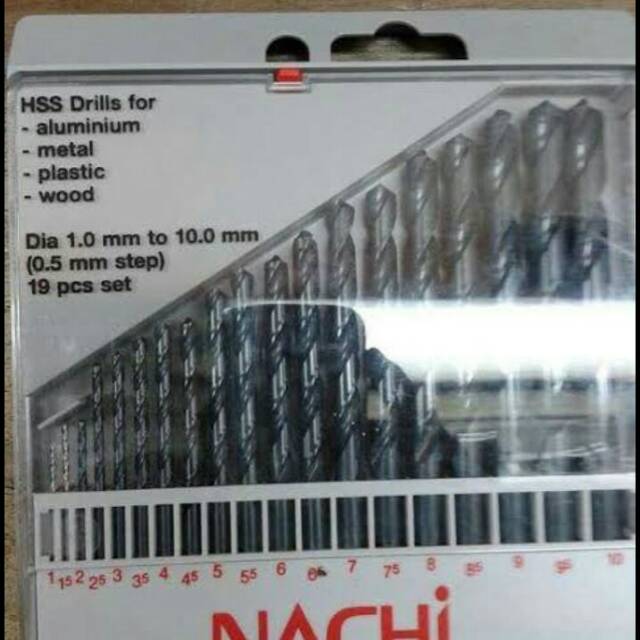 HSS Drills for
- aluminium
- metal
- plastic
- wood
Dia 1.0 mm to 10.0 mm
(0.5 mm step)
19 pcs set
1 15 2 25 3 35 4 45 5 55 6 65 7 75 8 85 9 95 10
NACHi